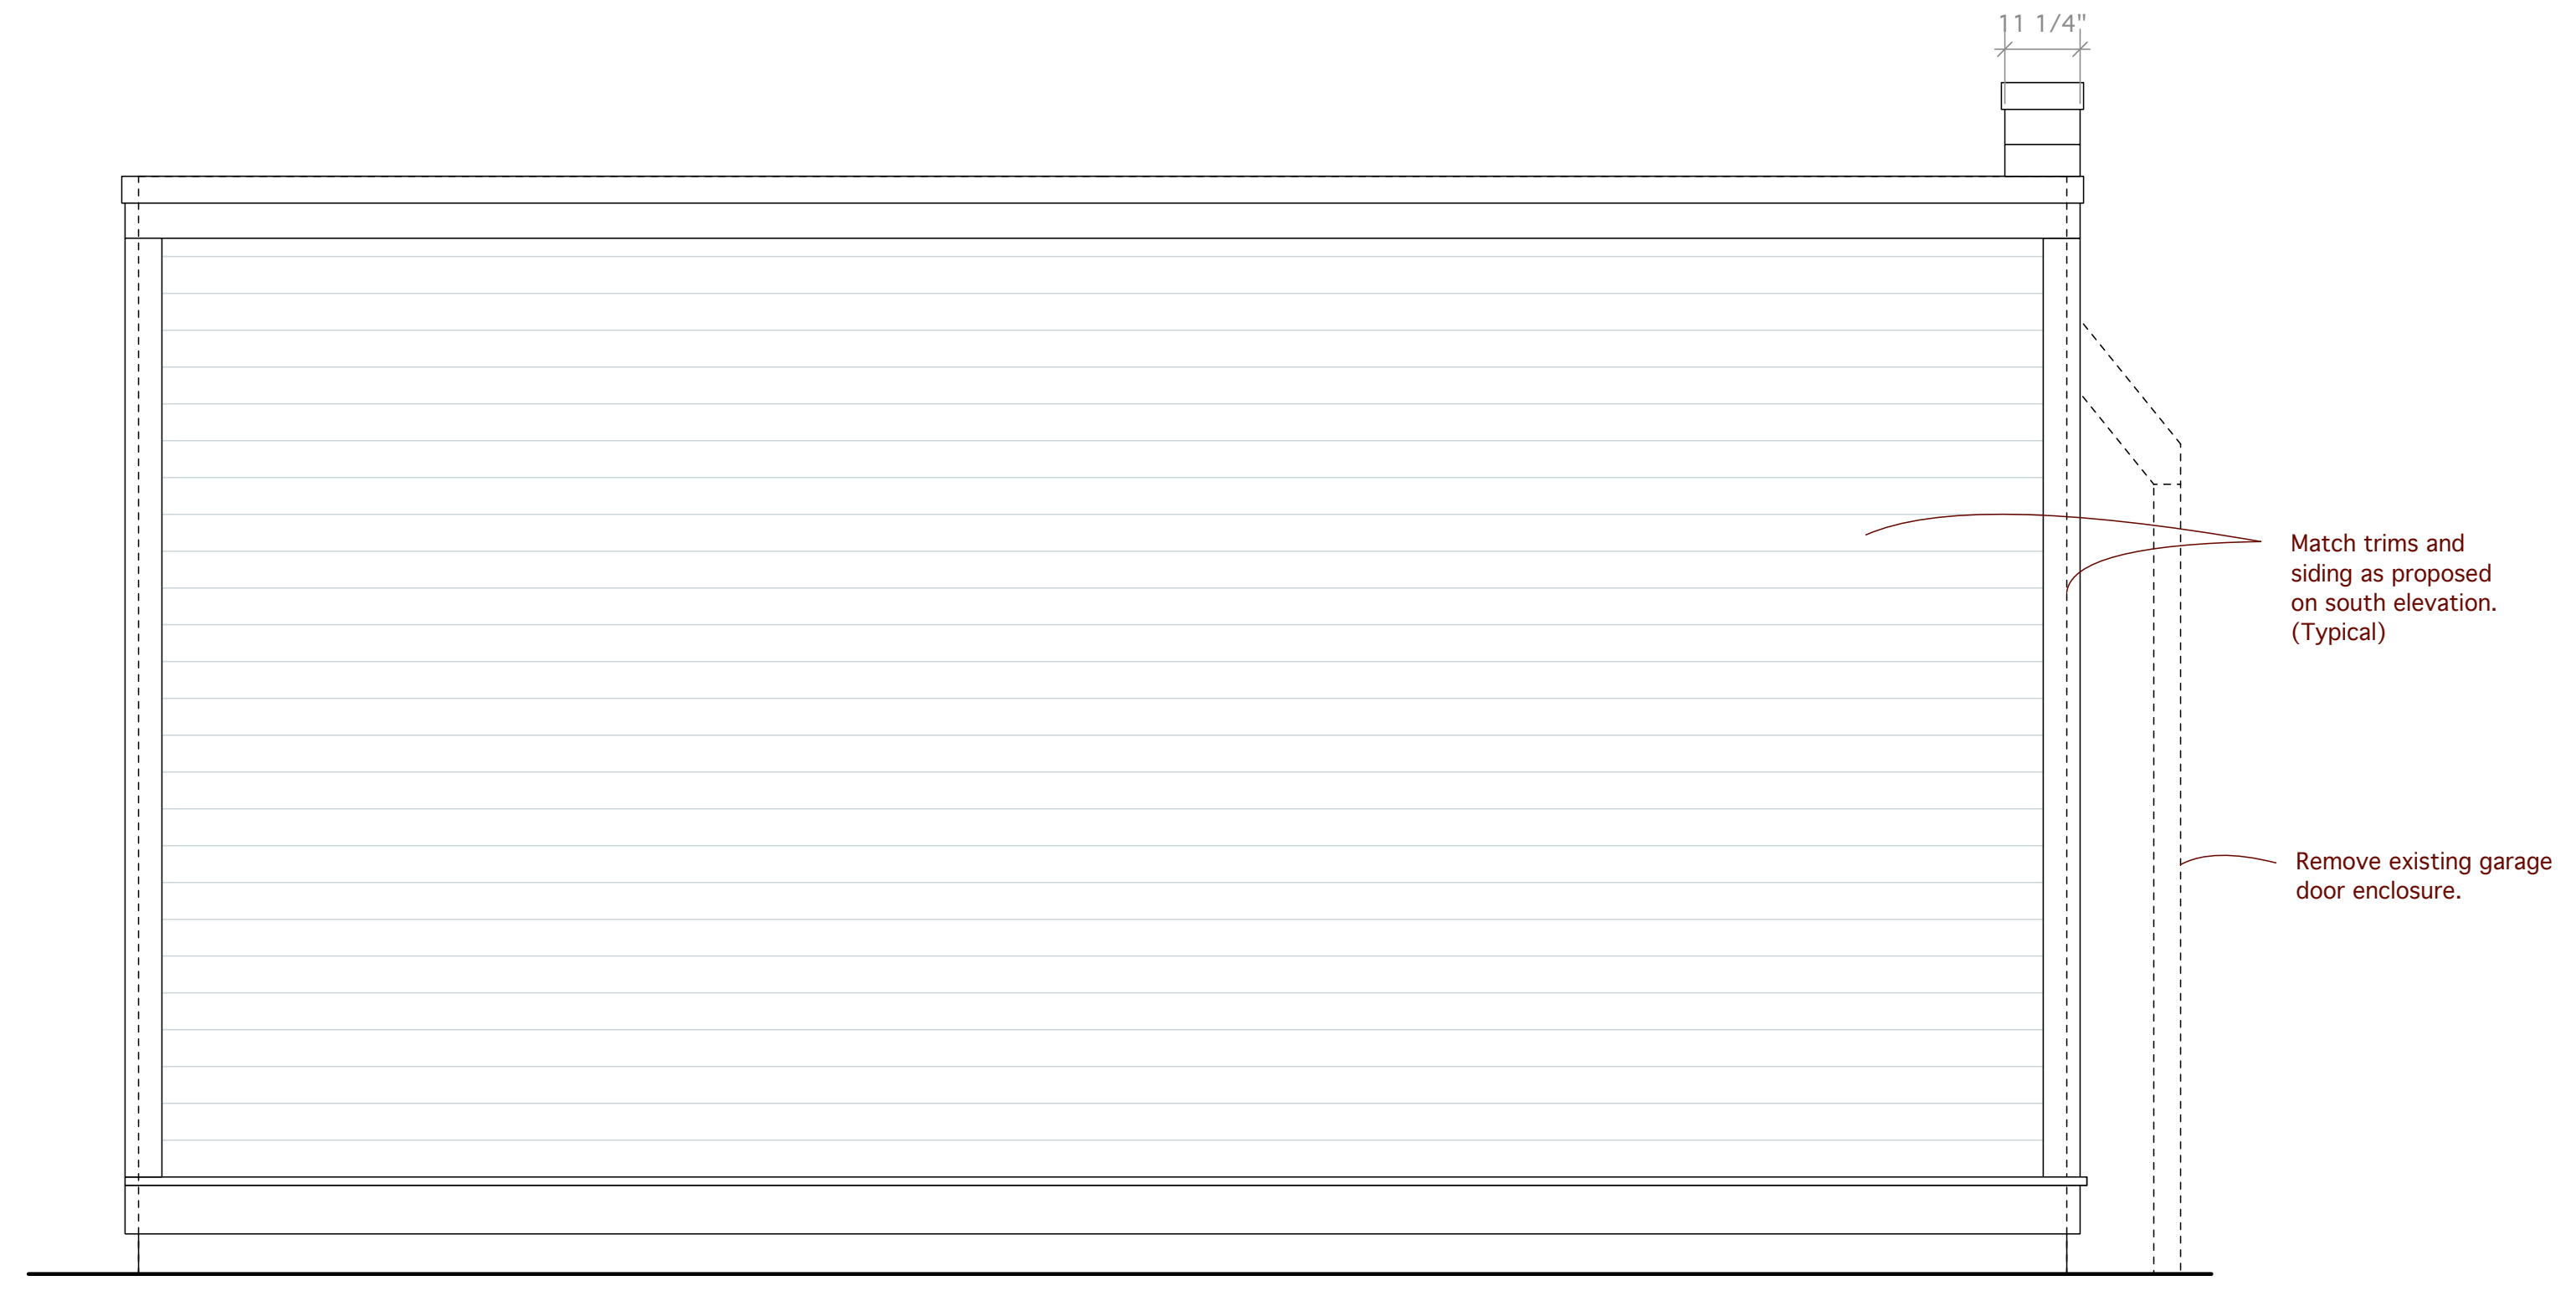 11 1/4"
Match trims and
siding as proposed
on south elevation.
(Typical)
Remove existing garage
door enclosure.